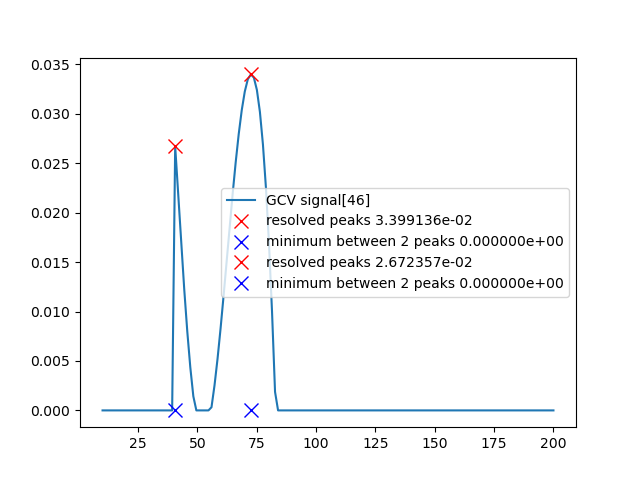 0.035
0.030
0.025
0.020
0.015
0.010
0.005
0.000
GCV signal[46]
resolved peaks 3.399136e-02
minimum between 2 peaks 0.000000e+00
resolved peaks 2.672357e-02
minimum between 2 peaks 0.000000e+00
25 50 75 100 125 150 175 200